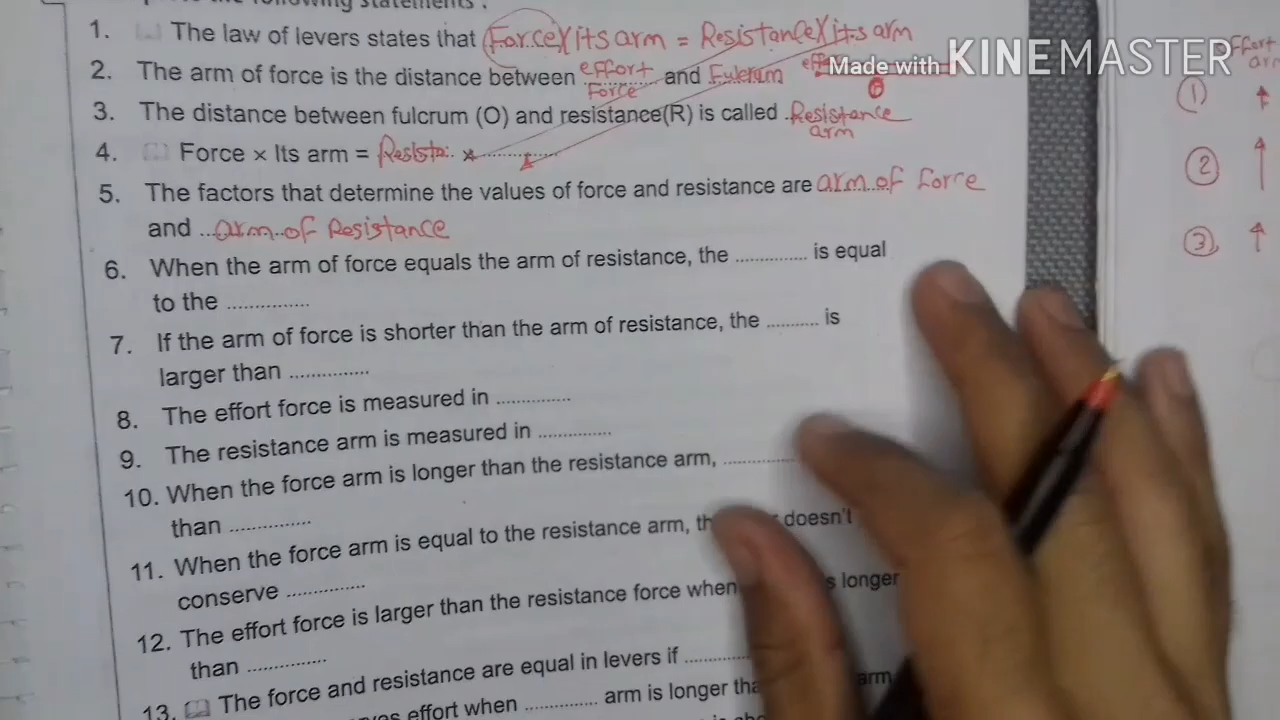 the following statements :
1. The law of levers states that Force X its arm = Resistance X its arm
2. The arm of force is the distance between effort Force and Fulcrum
Made with KINEMASTER
3. The distance between fulcrum (O) and resistance(R) is called Resistance arm
4. Force × Its arm = Resista.. × ..............
5. The factors that determine the values of force and resistance are arm of force
and ...arm of Resistance
6. When the arm of force equals the arm of resistance, the .............. is equal
to the ................
7. If the arm of force is shorter than the arm of resistance, the .......... is
larger than ...............
8. The effort force is measured in ..............
9. The resistance arm is measured in ..............
10. When the force arm is longer than the resistance arm, ..............
than ................
11. When the force arm is equal to the resistance arm, doesn't
conserve ...............
12. The effort force is larger than the resistance force when longer
than ...............
13. The force and resistance are equal in levers if ..............
effort when .............. arm is longer arm
①
②
③